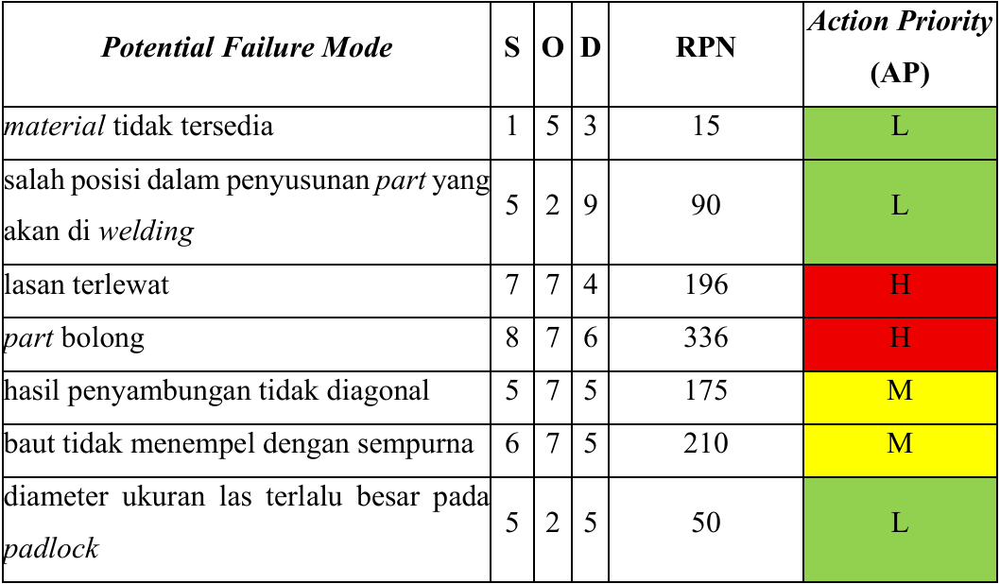 Potential Failure Mode S O D RPN Action Priority (AP)
material tidak tersedia 1 5 3 15 L
salah posisi dalam penyusunan part yang
akan di welding 5 2 9 90 L
lasan terlewat 7 7 4 196 H
part bolong 8 7 6 336 H
hasil penyambungan tidak diagonal 5 7 5 175 M
baut tidak menempel dengan sempurna 6 7 5 210 M
diameter ukuran las terlalu besar pada
padlock 5 2 5 50 L